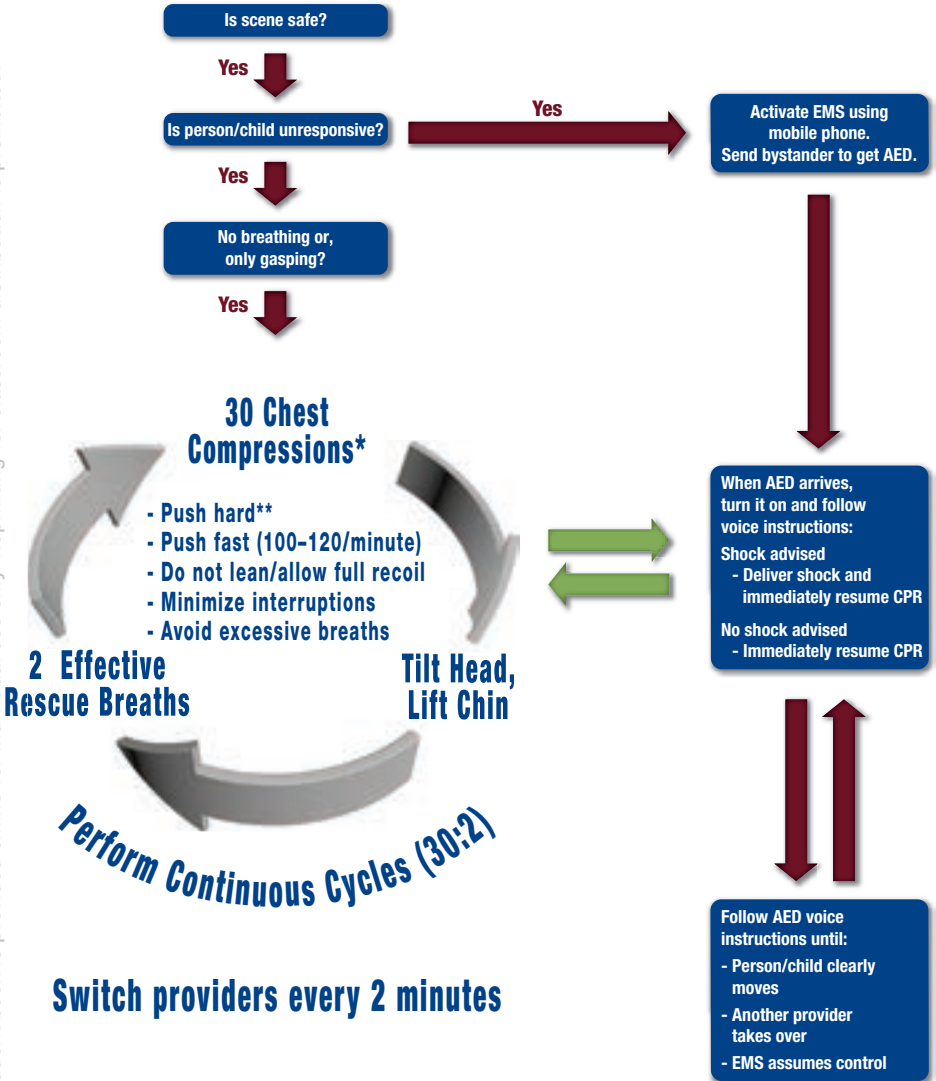 Is scene safe?
Yes
Is person/child unresponsive?
Yes
Activate EMS using
mobile phone.
Send bystander to get AED.
Yes
No breathing or,
only gasping?
Yes
30 Chest
Compressions*
- Push hard**
- Push fast (100–120/minute)
- Do not lean/allow full recoil
- Minimize interruptions
- Avoid excessive breaths
Tilt Head,
Lift Chin
2 Effective
Rescue Breaths
Perform Continuous Cycles (30:2)
Switch providers every 2 minutes
When AED arrives,
turn it on and follow
voice instructions:
Shock advised
- Deliver shock and
immediately resume CPR
No shock advised
- Immediately resume CPR
Follow AED voice
instructions until:
- Person/child clearly
moves
- Another provider
takes over
- EMS assumes control